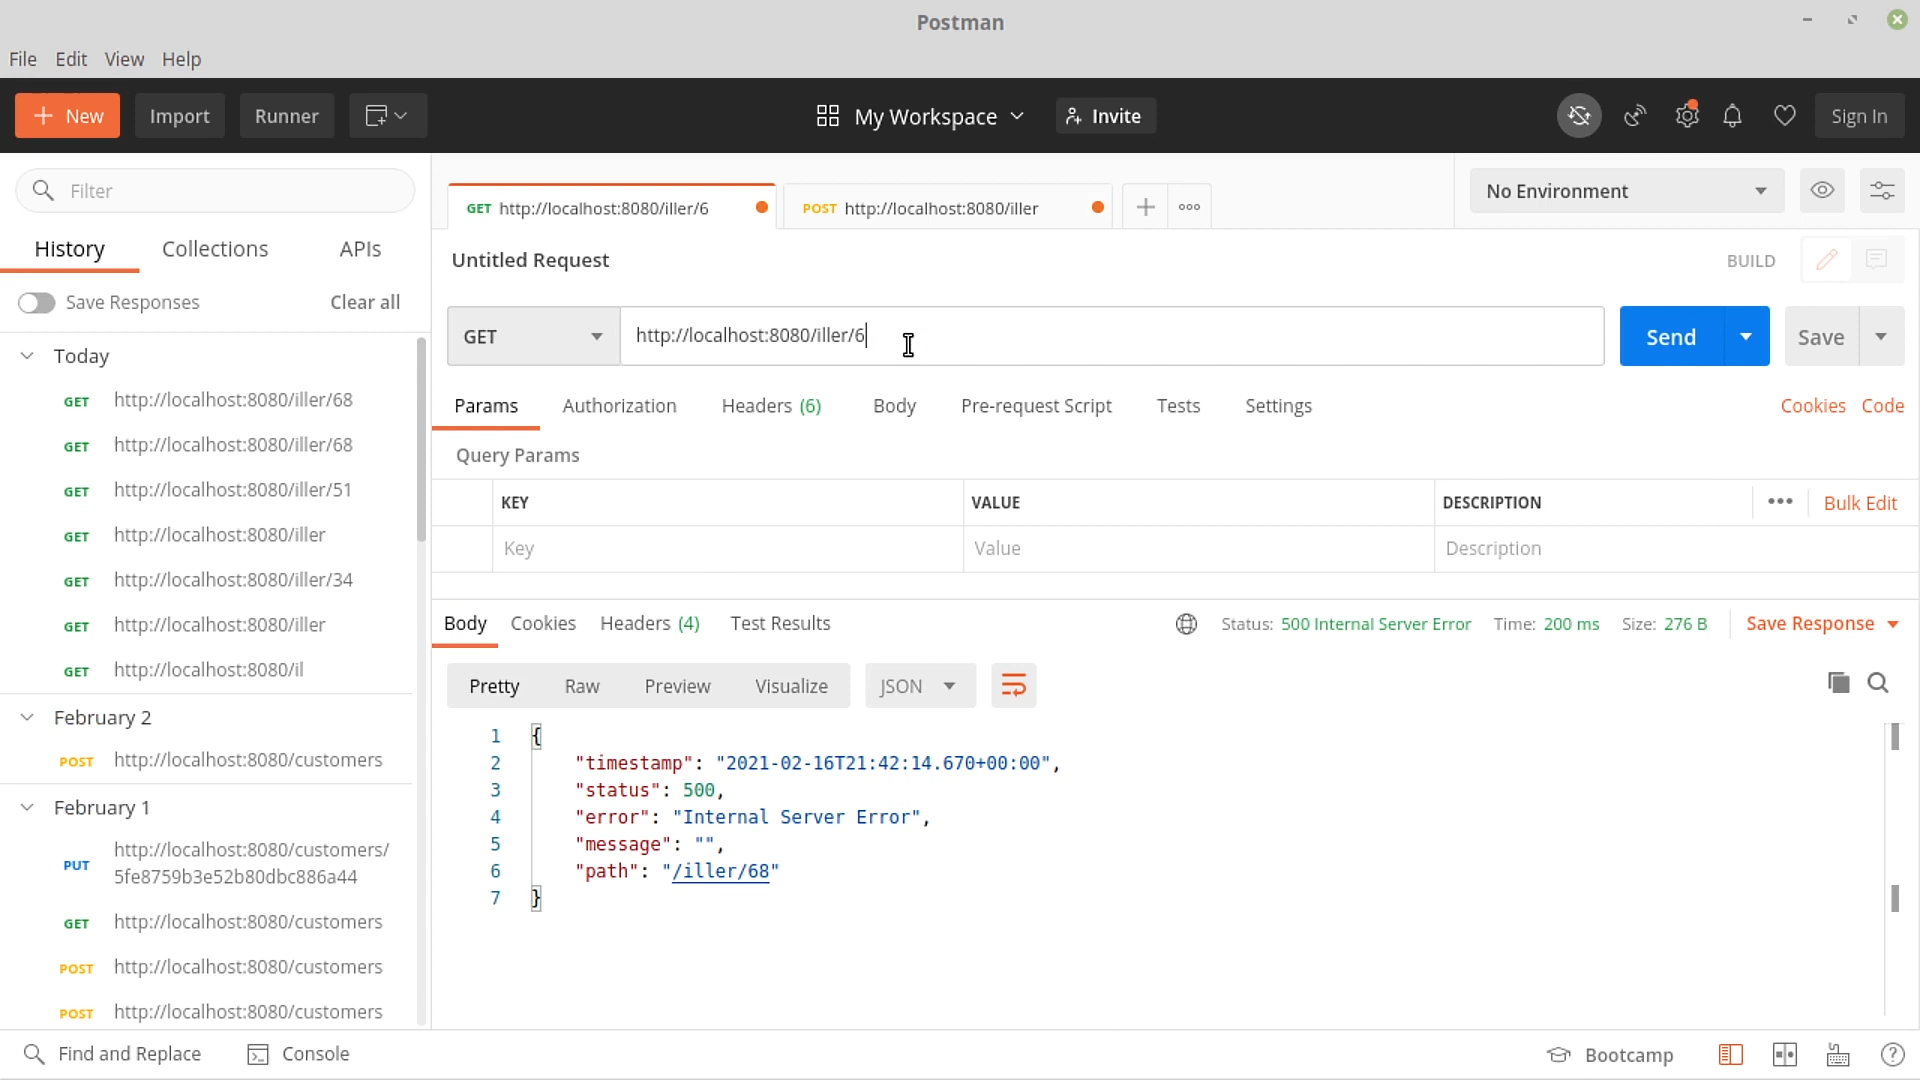 Postman
File Edit View Help
New Import Runner My Workspace Invite Sign In
Filter
History Collections APIs
Save Responses Clear all
Today
GET http://localhost:8080/iller/68
GET http://localhost:8080/iller/68
GET http://localhost:8080/iller/51
GET http://localhost:8080/iller
GET http://localhost:8080/iller/34
GET http://localhost:8080/iller
GET http://localhost:8080/il
February 2
POST http://localhost:8080/customers
February 1
PUT http://localhost:8080/customers/
5fe8759b3e52b80dbc886a44
GET http://localhost:8080/customers
POST http://localhost:8080/customers
POST http://localhost:8080/customers
GET http://localhost:8080/iller/6 POST http://localhost:8080/iller No Environment
Untitled Request BUILD
GET http://localhost:8080/iller/6 Send Save
Params Authorization Headers (6) Body Pre-request Script Tests Settings Cookies Code
Query Params
KEY VALUE DESCRIPTION Bulk Edit
Key Value Description
Body Cookies Headers (4) Test Results Status: 500 Internal Server Error Time: 200 ms Size: 276 B Save Response
Pretty Raw Preview Visualize JSON
1 {
2 "timestamp": "2021-02-16T21:42:14.670+00:00",
3 "status": 500,
4 "error": "Internal Server Error",
5 "message": "",
6 "path": "/iller/68"
7 }
Find and Replace Console Bootcamp